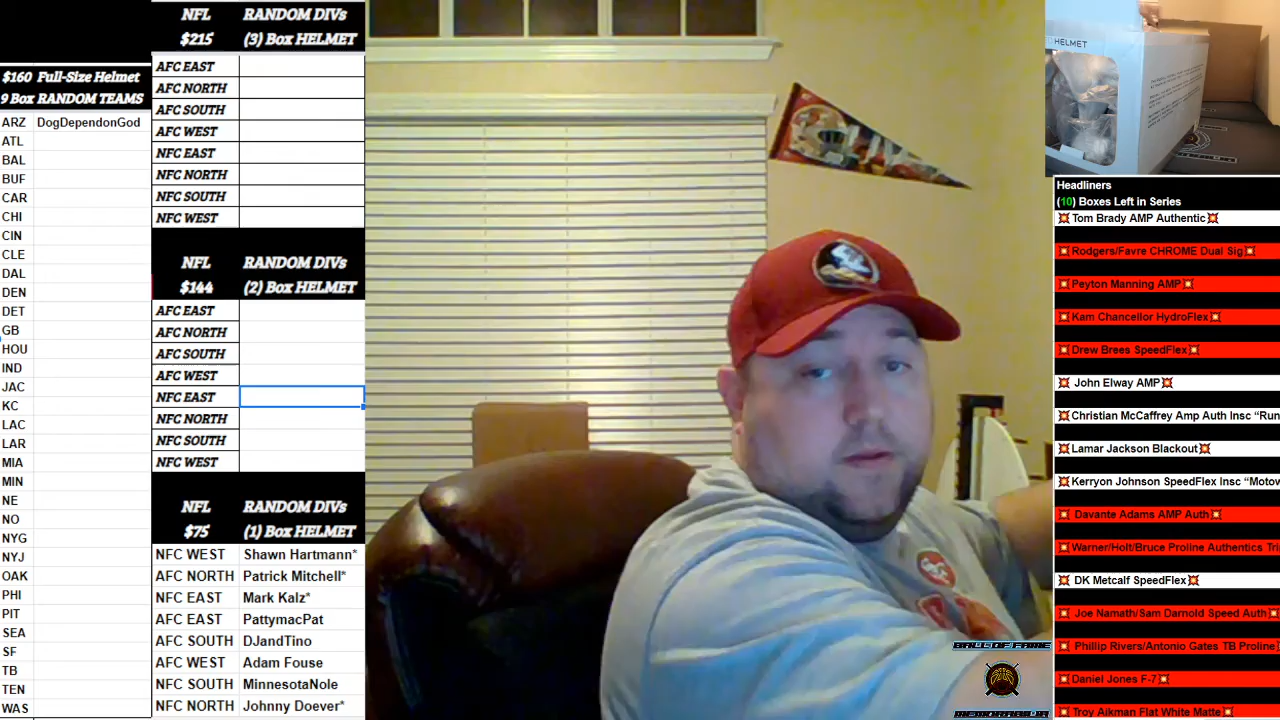 $160 Full-Size Helmet
9 Box RANDOM TEAMS
ARZ DogDependonGod
ATL
BAL
BUF
CAR
CHI
CIN
CLE
DAL
DEN
DET
GB
HOU
IND
JAC
KC
LAC
LAR
MIA
MIN
NE
NO
NYG
NYJ
OAK
PHI
PIT
SEA
SF
TB
TEN
WAS
NFL RANDOM DIVs
$215 (3) Box HELMET
AFC EAST
AFC NORTH
AFC SOUTH
AFC WEST
NFC EAST
NFC NORTH
NFC SOUTH
NFC WEST
NFL RANDOM DIVs
$144 (2) Box HELMET
AFC EAST
AFC NORTH
AFC SOUTH
AFC WEST
NFC EAST
NFC NORTH
NFC SOUTH
NFC WEST
NFL RANDOM DIVs
$75 (1) Box HELMET
NFC WEST Shawn Hartmann*
AFC NORTH Patrick Mitchell*
NFC EAST Mark Kalz*
AFC EAST PattymacPat
AFC SOUTH DJandTino
AFC WEST Adam Fouse
NFC SOUTH MinnesotaNole
NFC NORTH Johnny Doever*
HELMET
Headliners
(10) Boxes Left in Series
Tom Brady AMP Authentic
Rodgers/Favre CHROME Dual Sig
Peyton Manning AMP
Kam Chancellor HydroFlex
Drew Brees SpeedFlex
John Elway AMP
Christian McCaffrey Amp Auth Insc “Run
Lamar Jackson Blackout
Kerryon Johnson SpeedFlex Insc “Motow
Davante Adams AMP Auth
Warner/Holt/Bruce Proline Authentics Tri
DK Metcalf SpeedFlex
Joe Namath/Sam Darnold Speed Auth
Phillip Rivers/Antonio Gates TB Proline
Daniel Jones F-7
Troy Aikman Flat White Matte
BALL OF FAME
MEMORABILIA